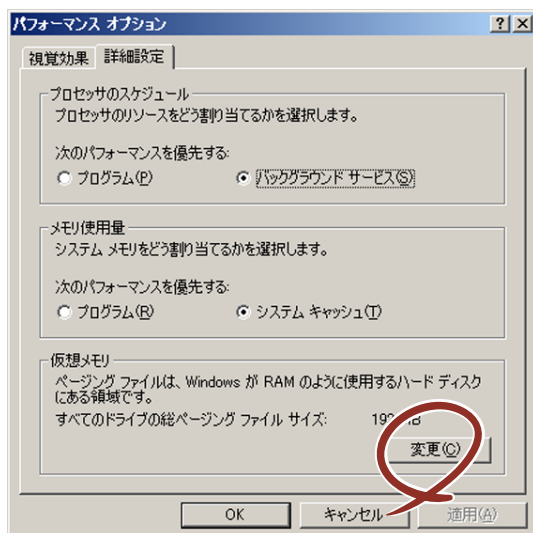 パフォーマンス オプション
視覚効果 詳細設定
プロセッサのスケジュール
プロセッサのリソースをどう割り当てるかを選択します。
次のパフォーマンスを優先する:
プログラム(P) バックグラウンド サービス(S)
メモリ使用量
システム メモリをどう割り当てるかを選択します。
次のパフォーマンスを優先する:
プログラム(R) システム キャッシュ(T)
仮想メモリ
ページング ファイルは、Windows が RAM のように使用するハード ディスク
にある領域です。
すべてのドライブの総ページング ファイル サイズ:
変更(C)
OK キャンセル 適用(A)